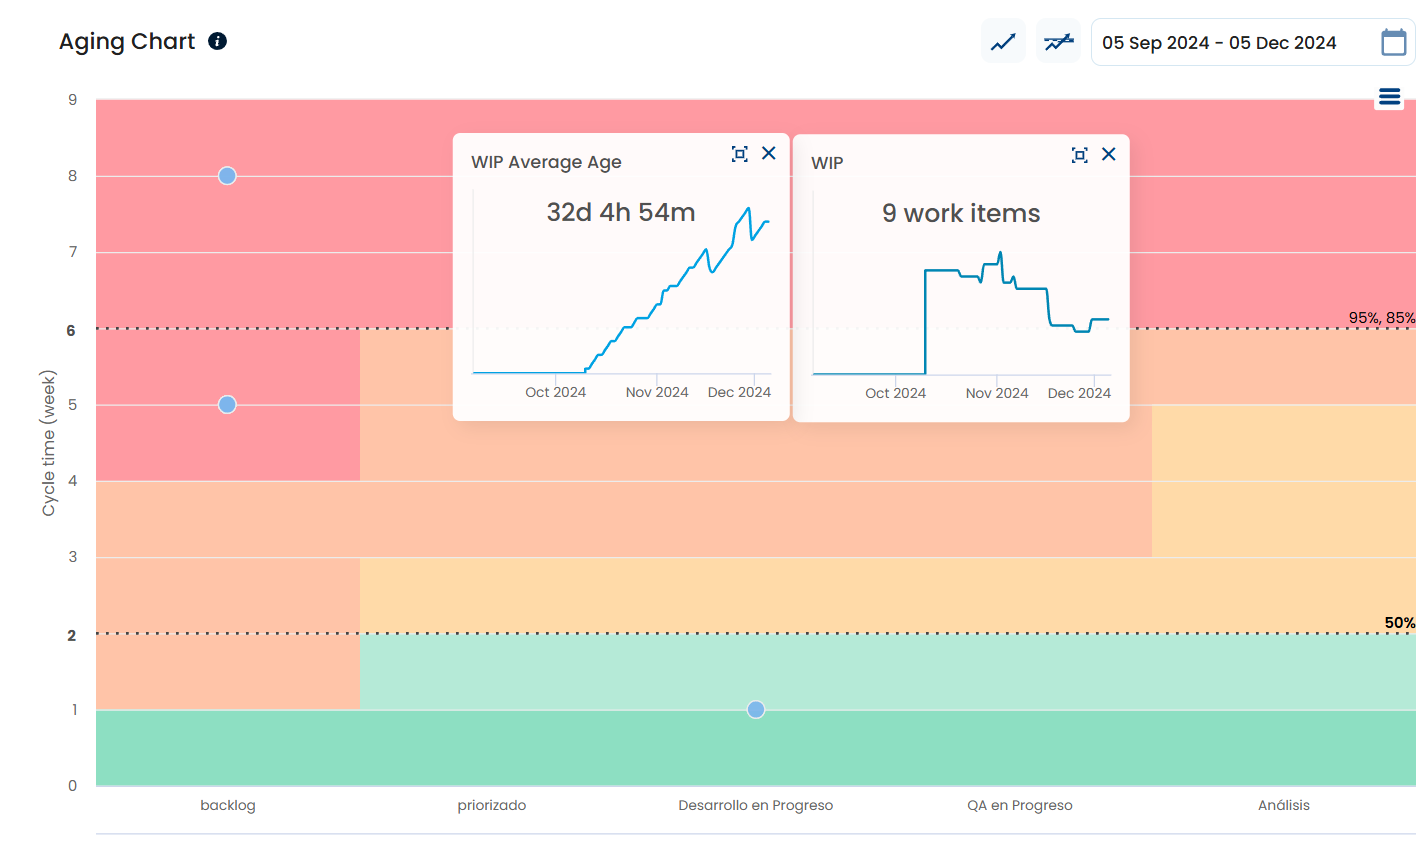 Aging Chart
05 Sep 2024 - 05 Dec 2024
9
8
7
6
5
4
3
2
1
0
Cycle time (week)
WIP Average Age
32d 4h 54m
Oct 2024 Nov 2024 Dec 2024
WIP
9 work items
Oct 2024 Nov 2024 Dec 2024
95%, 85%
50%
backlog priorizado Desarrollo en Progreso QA en Progreso Análisis